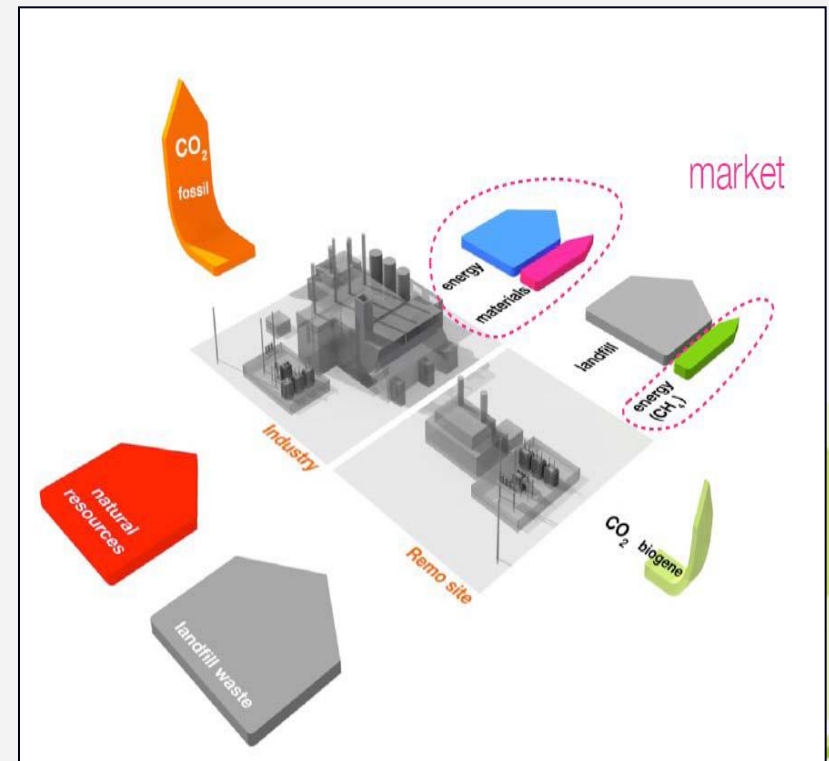 CO₂
fossil
market
energy
materials
landfill
energy
(CH₄)
Industry
natural
resources
Remo site
CO₂ biogene
landfill waste